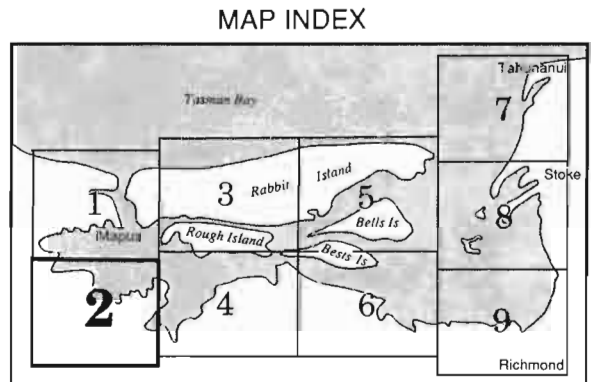 MAP INDEX
Tahunanui
Tasman Bay
7
1
3
Rabbit
Island
5
Stoke
8
Mapua
Rough Island
Bells Is
Bests Is
2
4
6
9
Richmond